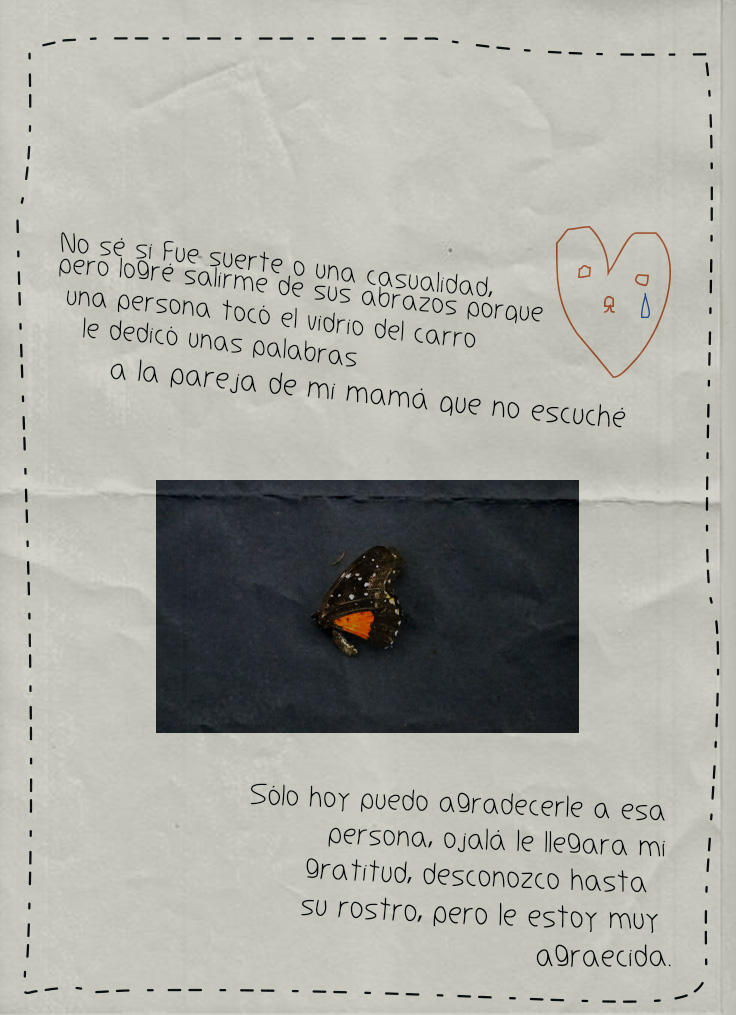 No sé si fue suerte o una casualidad,
pero logré salirme de sus abrazos porque
una persona tocó el vidrio del carro
le dedicó unas palabras
a la pareja de mi mamá que no escuché
Sólo hoy puedo agradecerle a esa
persona, ojalá le llegara mi
gratitud, desconozco hasta
su rostro, pero le estoy muy
agraecida.